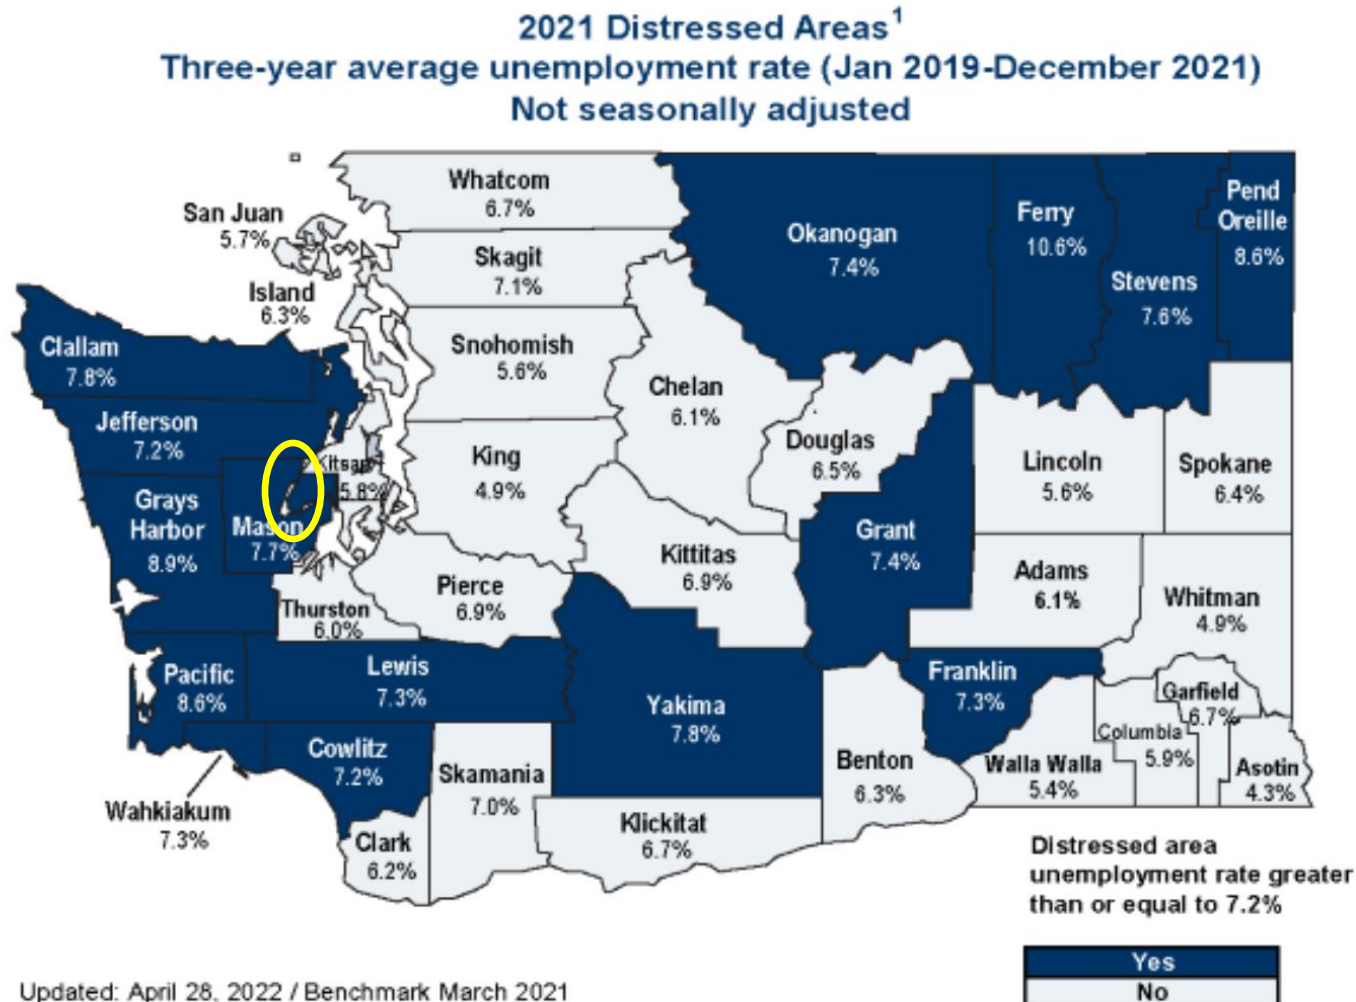 2021 Distressed Areas¹
Three-year average unemployment rate (Jan 2019-December 2021)
Not seasonally adjusted
Whatcom
6.7%
San Juan
5.7%
Skagit
7.1%
Island
6.3%
Okanogan
7.4%
Ferry
10.6%
Stevens
7.6%
Pend
Oreille
8.6%
Clallam
7.8%
Snohomish
5.6%
Chelan
6.1%
Jefferson
7.2%
Kitsap
5.8%
King
4.9%
Douglas
6.5%
Lincoln
5.6%
Spokane
6.4%
Grays
Harbor
8.9%
Mason
7.7%
Grant
7.4%
Kittitas
6.9%
Pierce
6.9%
Adams
6.1%
Whitman
4.9%
Thurston
6.0%
Pacific
8.6%
Lewis
7.3%
Yakima
7.8%
Franklin
7.3%
Garfield
6.7%
Columbia
5.9%
Asotin
4.3%
Walla Walla
5.4%
Benton
6.3%
Cowlitz
7.2%
Skamania
7.0%
Wahkiakum
7.3%
Clark
6.2%
Klickitat
6.7%
Distressed area
unemployment rate greater
than or equal to 7.2%
Yes
No
Updated: April 28, 2022 / Benchmark March 2021